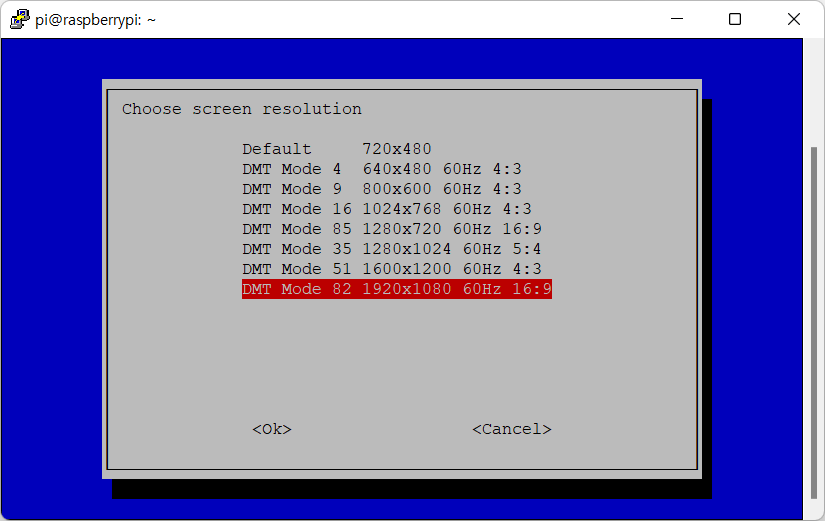 pi@raspberrypi: ~
Choose screen resolution
Default     720x480
DMT Mode 4  640x480 60Hz 4:3
DMT Mode 9  800x600 60Hz 4:3
DMT Mode 16 1024x768 60Hz 4:3
DMT Mode 85 1280x720 60Hz 16:9
DMT Mode 35 1280x1024 60Hz 5:4
DMT Mode 51 1600x1200 60Hz 4:3
DMT Mode 82 1920x1080 60Hz 16:9
<Ok>                  <Cancel>